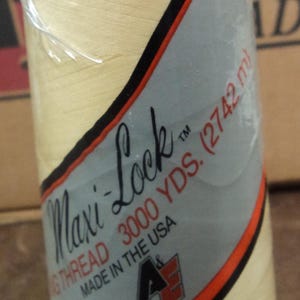 Maxi-Lock™
THREAD 3000 YDS. (2742 m)
MADE IN THE USA
A&E